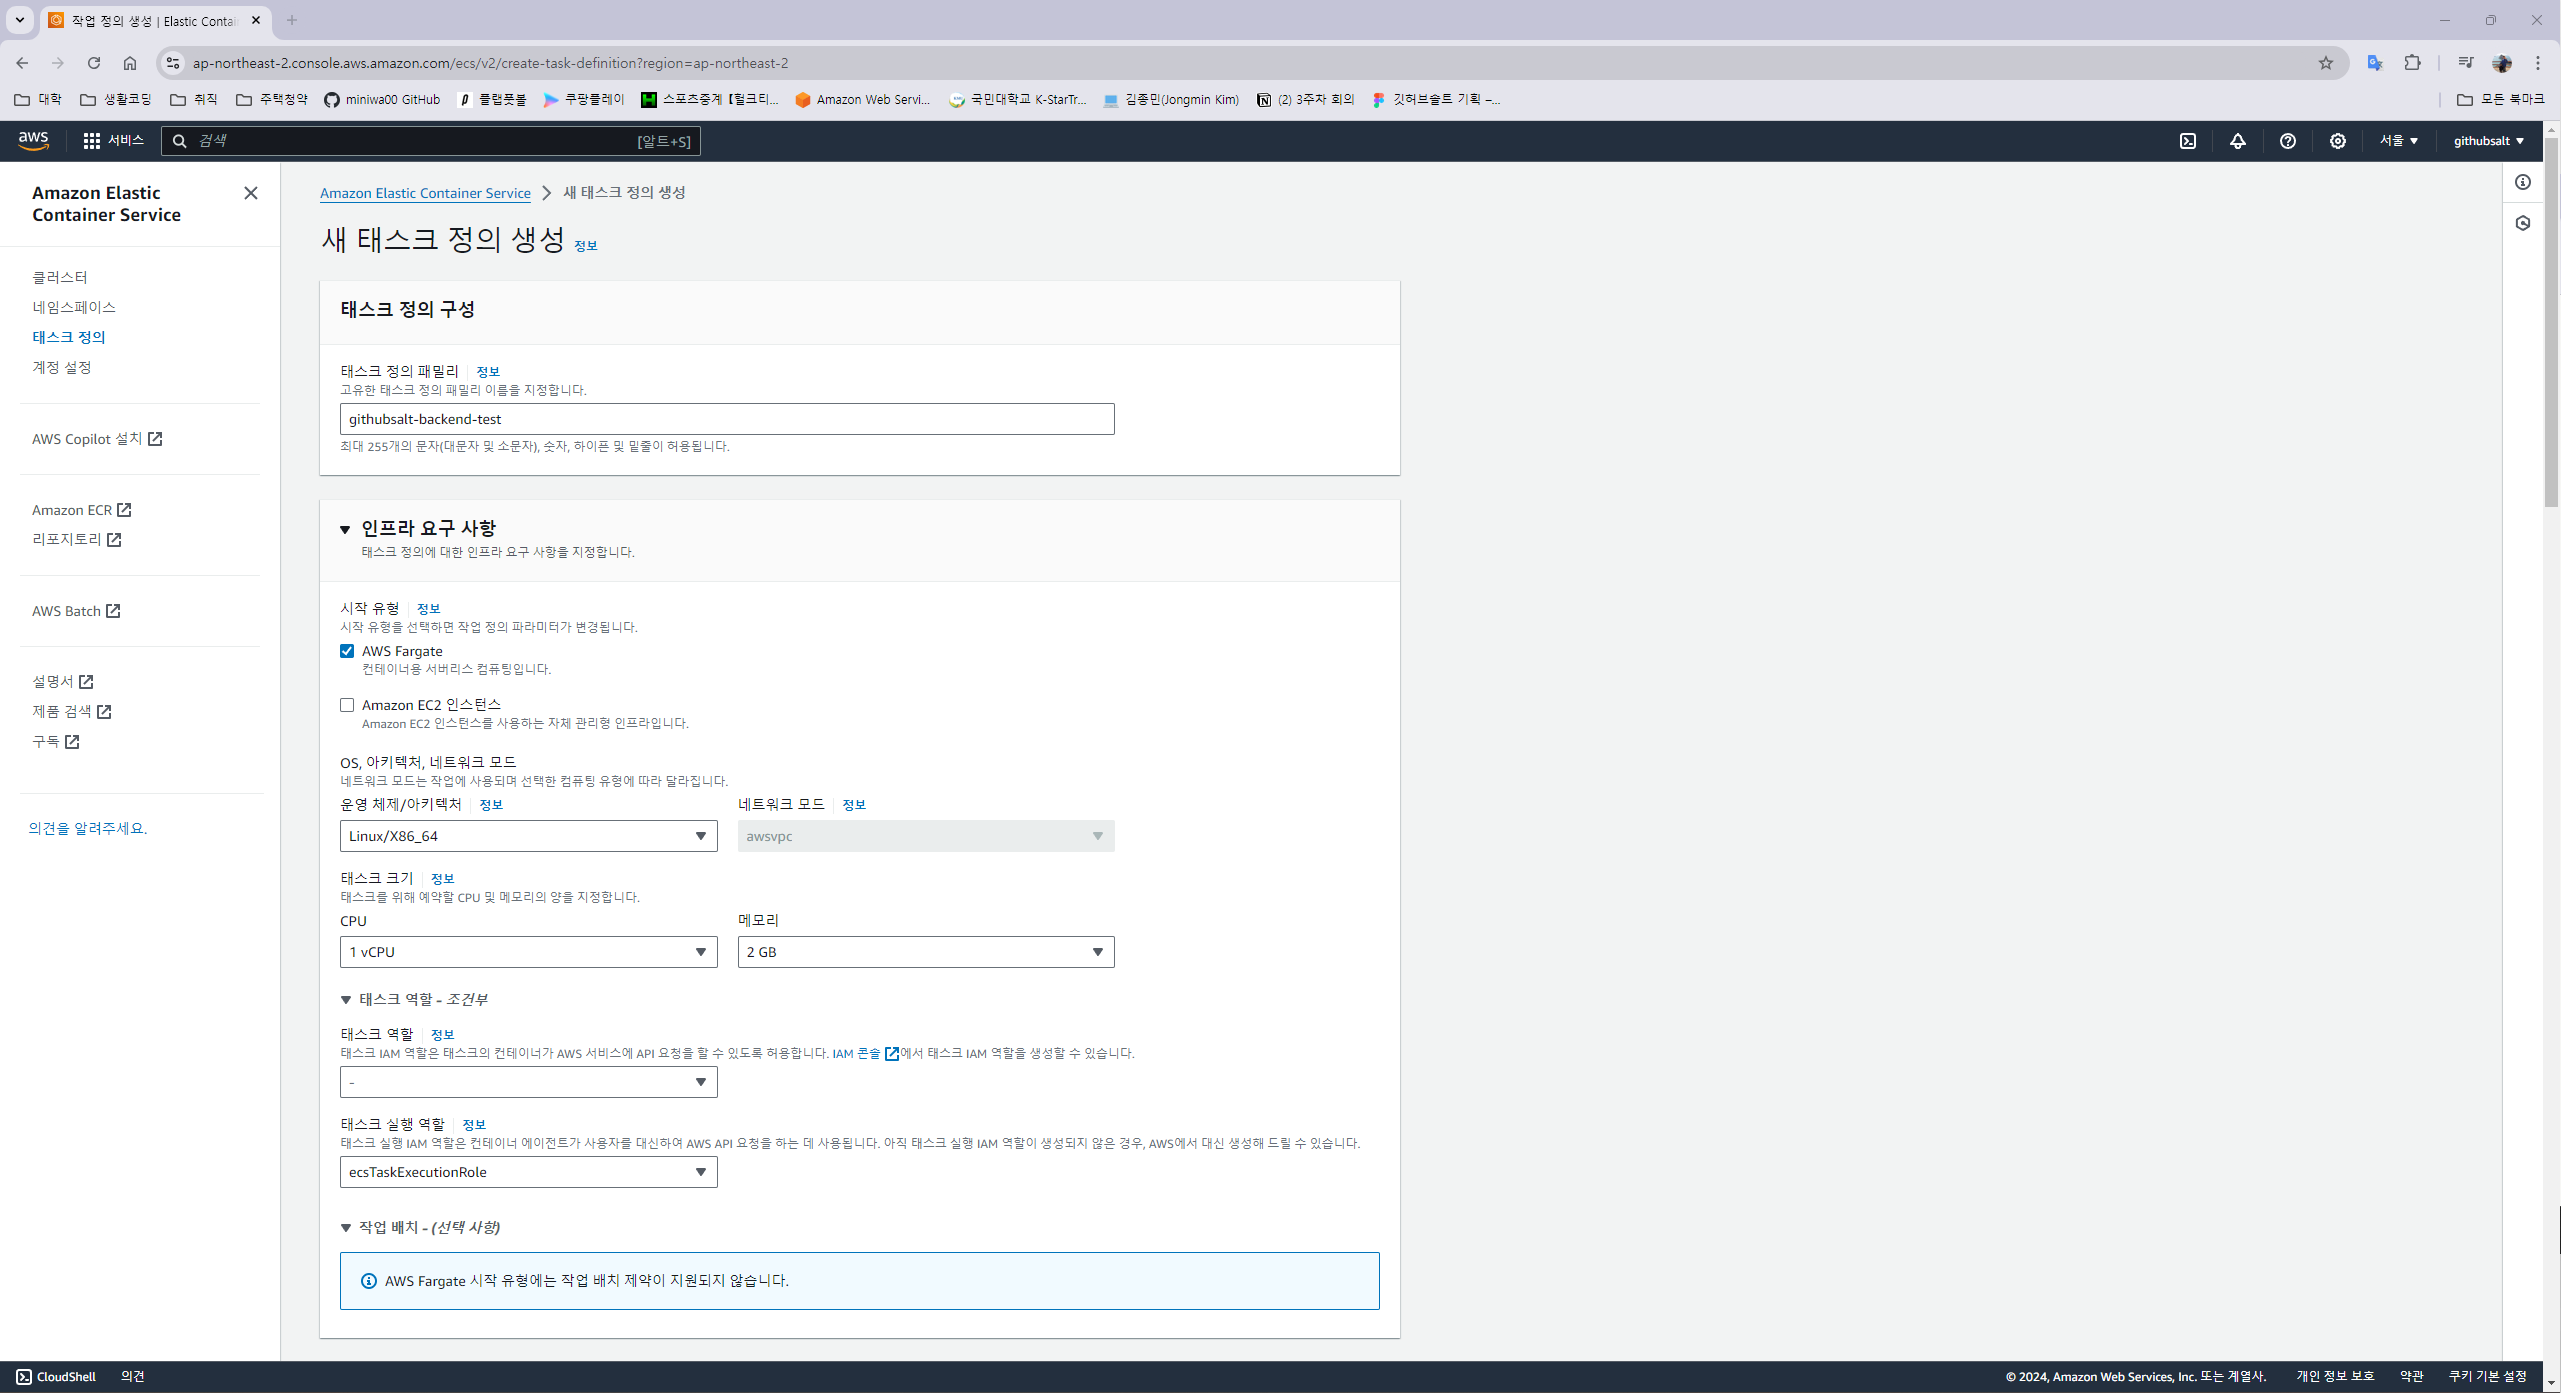 작업 정의 생성 | Elastic Contai
ap-northeast-2.console.aws.amazon.com/ecs/v2/create-task-definition?region=ap-northeast-2
대학
생활코딩
취직
주택청약
miniwa00 GitHub
플랩풋볼
쿠팡플레이
스포츠중계【헐크티...
Amazon Web Servi...
국민대학교 K-StarTr...
김종민(Jongmin Kim)
(2) 3주차 회의
깃허브솔트 기획 –...
모든 북마크
aws
서비스
검색
[알트+S]
서울
githubsalt
Amazon Elastic
Container Service
클러스터
네임스페이스
태스크 정의
계정 설정
AWS Copilot 설치
Amazon ECR
리포지토리
AWS Batch
설명서
제품 검색
구독
의견을 알려주세요.
Amazon Elastic Container Service
새 태스크 정의 생성
새 태스크 정의 생성 정보
태스크 정의 구성
태스크 정의 패밀리 정보
고유한 태스크 정의 패밀리 이름을 지정합니다.
githubsalt-backend-test
최대 255개의 문자(대문자 및 소문자), 숫자, 하이픈 및 밑줄이 허용됩니다.
인프라 요구 사항
태스크 정의에 대한 인프라 요구 사항을 지정합니다.
시작 유형 정보
시작 유형을 선택하면 작업 정의 파라미터가 변경됩니다.
AWS Fargate
컨테이너용 서버리스 컴퓨팅입니다.
Amazon EC2 인스턴스
Amazon EC2 인스턴스를 사용하는 자체 관리형 인프라입니다.
OS, 아키텍처, 네트워크 모드
네트워크 모드는 작업에 사용되며 선택한 컴퓨팅 유형에 따라 달라집니다.
운영 체제/아키텍처 정보
네트워크 모드 정보
Linux/X86_64
awsvpc
태스크 크기 정보
태스크를 위해 예약할 CPU 및 메모리의 양을 지정합니다.
CPU
메모리
1 vCPU
2 GB
태스크 역할 - 조건부
태스크 역할 정보
태스크 IAM 역할은 태스크의 컨테이너가 AWS 서비스에 API 요청을 할 수 있도록 허용합니다. IAM 콘솔에서 태스크 IAM 역할을 생성할 수 있습니다.
-
태스크 실행 역할 정보
태스크 실행 IAM 역할은 컨테이너 에이전트가 사용자를 대신하여 AWS API 요청을 하는 데 사용됩니다. 아직 태스크 실행 IAM 역할이 생성되지 않은 경우, AWS에서 대신 생성해 드릴 수 있습니다.
ecsTaskExecutionRole
작업 배치 - (선택 사항)
AWS Fargate 시작 유형에는 작업 배치 제약이 지원되지 않습니다.
CloudShell
의견
© 2024, Amazon Web Services, Inc. 또는 계열사.
개인 정보 보호
약관
쿠키 기본 설정